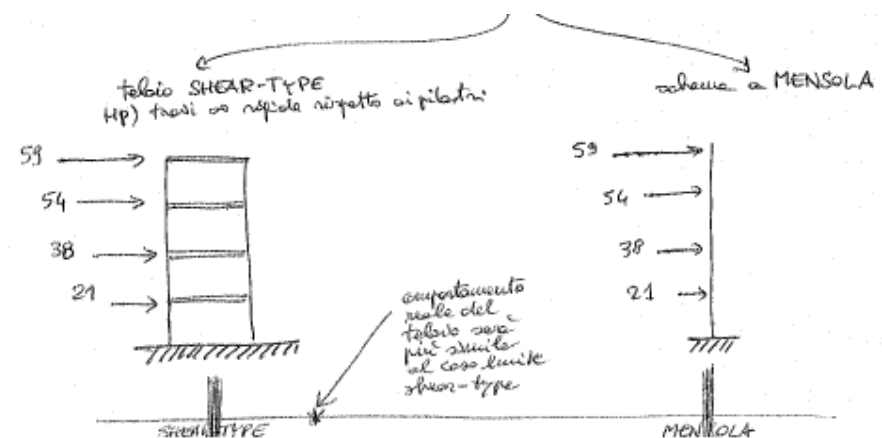 telaio SHEAR-TYPE
Hp) travi ∞ rigide rispetto ai pilastri
schema a MENSOLA
59
54
38
21
59
54
38
21
comportamento
reale del
telaio sarà
più simile
al caso limite
shear-type
SHEAR TYPE
MENSOLA